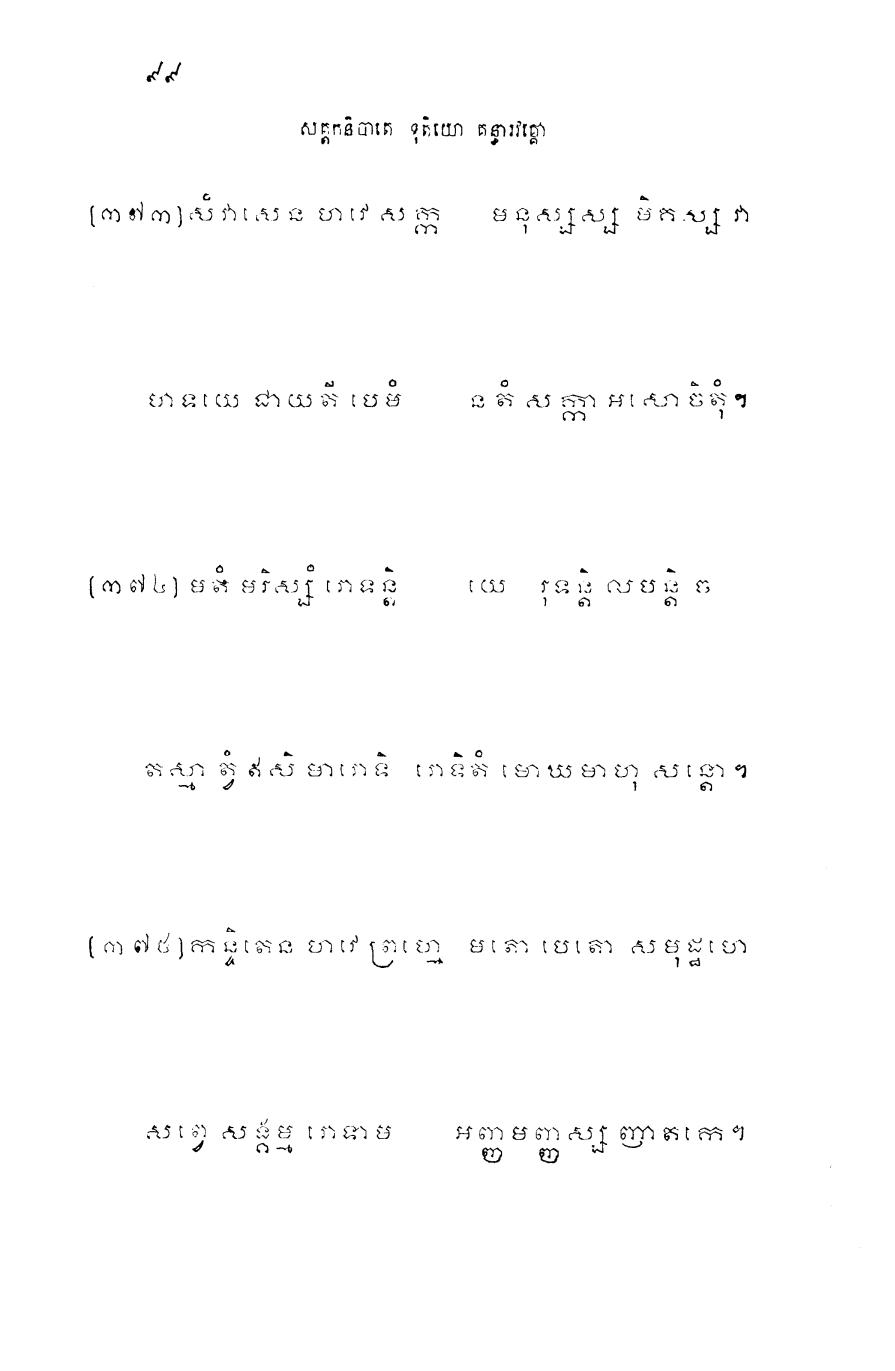 ៩៩
សត្តកនិបាតេ ទុតិយោ គន្ធារវគ្គោ
[៣៧៣] សំវាសេន ហវេ សក្ក មនុស្សស្ស មិកស្ស វា
ហទយេ ជាយតី បេមំ ន តំ សក្កា អសោចិតុំ។
[៣៧៤] មតំ មរិស្សំ រោទន្តិ យេ រុទន្តិ លបន្តិ ច
តស្មា ត្វំ ឥសិ មា រោទិ រោទិតំ មោឃមាហុ សន្តោ។
[៣៧៥] កន្ទិតេន ហវេ ព្រហ្មេ មតោ បេតោ សមុដ្ឋហេ
សព្វេ សង្គម្ម រោទាម អញ្ញមញ្ញស្ស ញាតកេ។